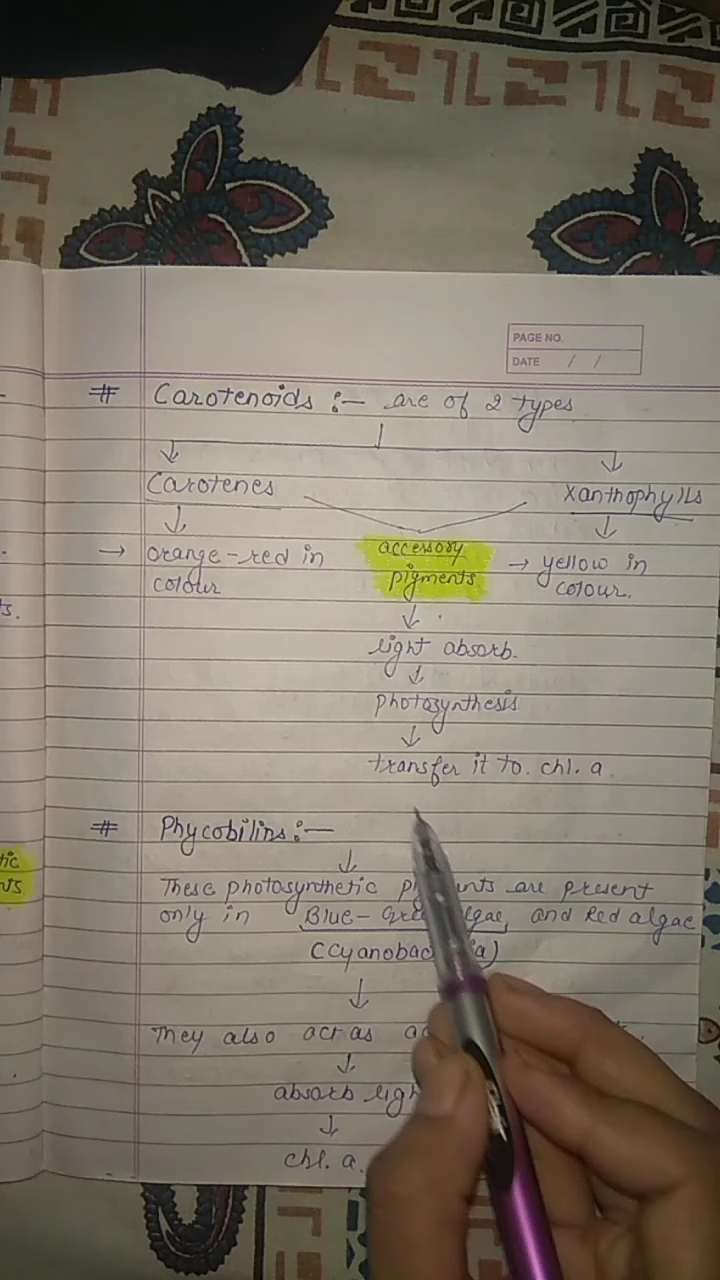 PAGE NO.
DATE / /
# Carotenoids :- are of 2 types
Carotenes
Xanthophylls
→ orange-red in colour
accessory pigments
→ yellow in colour.
light absorb.
photosynthesis
transfer it to. chl. a
# Phycobilins :-
These photosynthetic are present
only in Blue- algae, and Red algae
They also act as
absorb
chl. a.